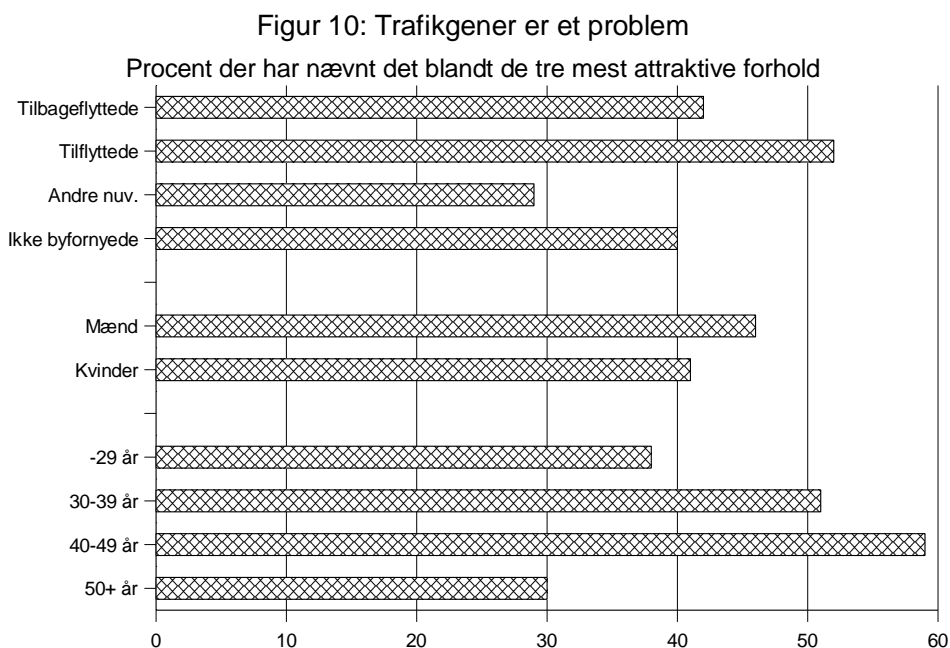 Figur 10: Trafikgener er et problem
Procent der har nævnt det blandt de tre mest attraktive forhold
Tilbageflyttede
Tilflyttede
Andre nuv.
Ikke byfornyede
Mænd
Kvinder
-29 år
30-39 år
40-49 år
50+ år
0 10 20 30 40 50 60